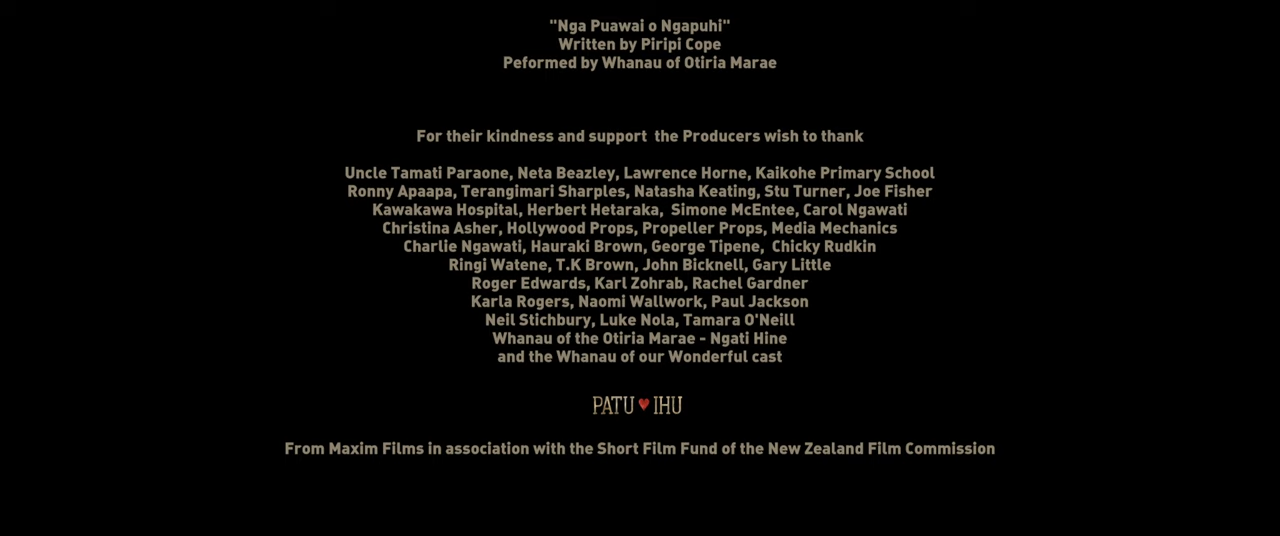 "Nga Puawai o Ngapuhi"
Written by Piripi Cope
Peformed by Whanau of Otiria Marae
For their kindness and support  the Producers wish to thank
Uncle Tamati Paraone, Neta Beazley, Lawrence Horne, Kaikohe Primary School
Ronny Apaapa, Terangimari Sharples, Natasha Keating, Stu Turner, Joe Fisher
Kawakawa Hospital, Herbert Hetaraka,  Simone McEntee, Carol Ngawati
Christina Asher, Hollywood Props, Propeller Props, Media Mechanics
Charlie Ngawati, Hauraki Brown, George Tipene,  Chicky Rudkin
Ringi Watene, T.K Brown, John Bicknell, Gary Little
Roger Edwards, Karl Zohrab, Rachel Gardner
Karla Rogers, Naomi Wallwork, Paul Jackson
Neil Stichbury, Luke Nola, Tamara O'Neill
Whanau of the Otiria Marae - Ngati Hine
and the Whanau of our Wonderful cast
PATU ♥ IHU
From Maxim Films in association with the Short Film Fund of the New Zealand Film Commission